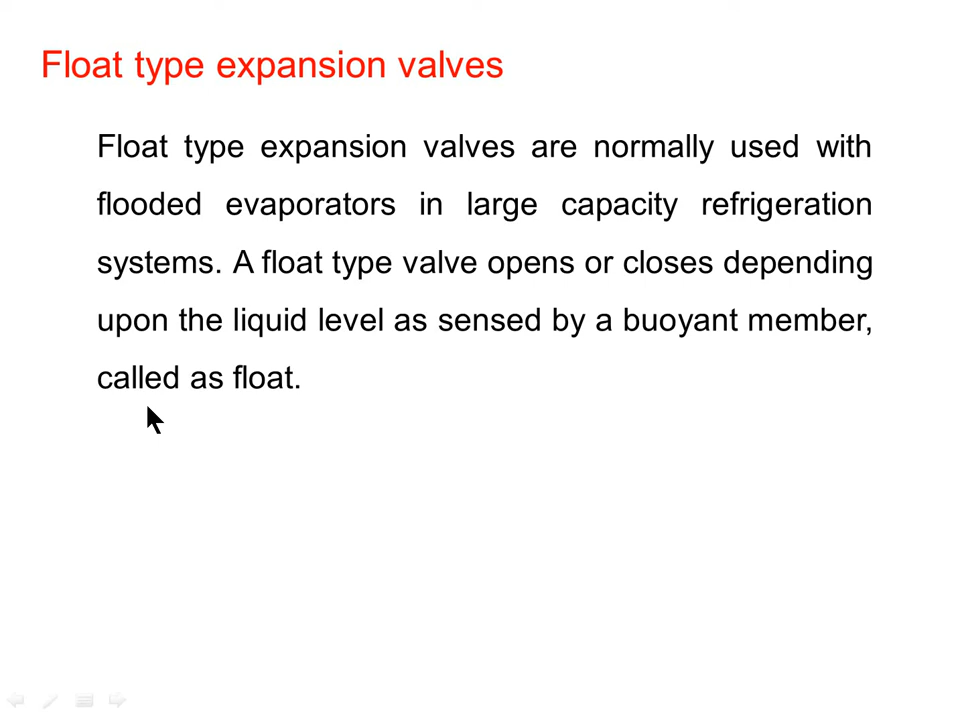 Float type expansion valves
Float type expansion valves are normally used with
flooded evaporators in large capacity refrigeration
systems. A float type valve opens or closes depending
upon the liquid level as sensed by a buoyant member,
called as float.